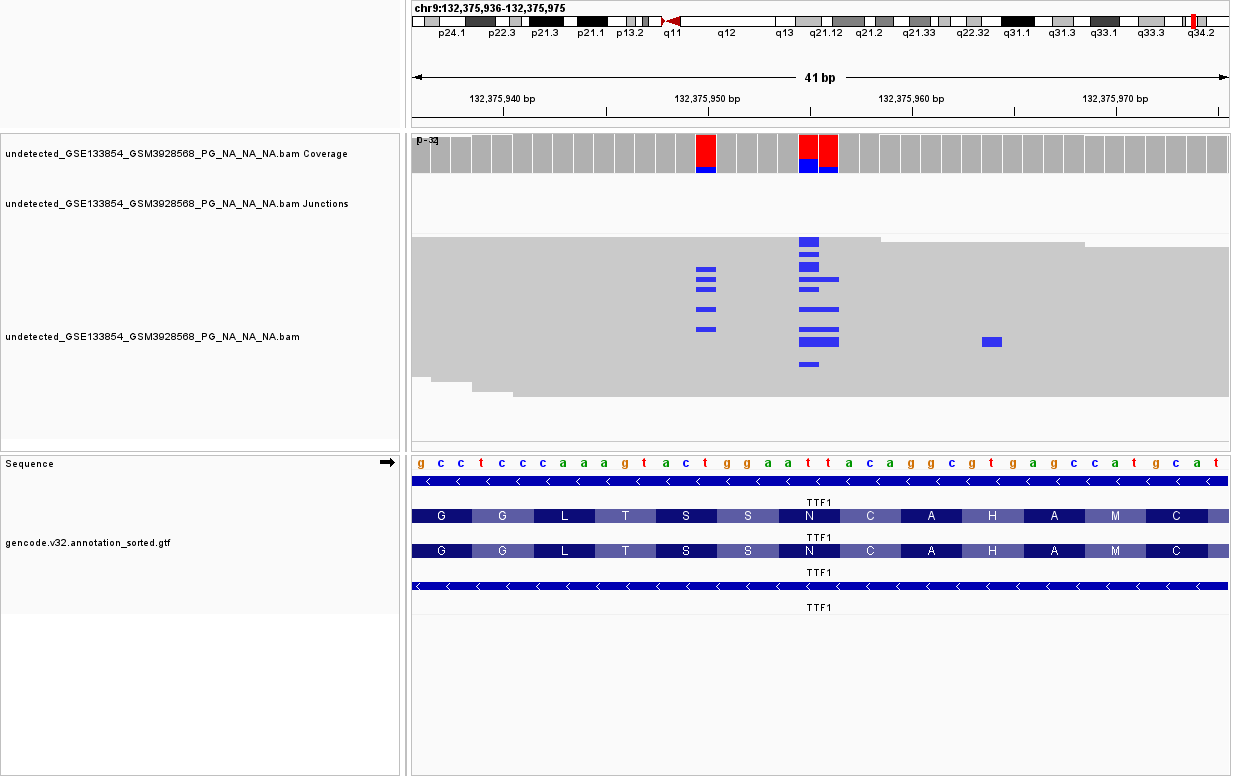 chr9:132,375,936-132,375,975
p24.1 p22.3 p21.3 p21.1 p13.2 q11 q12 q13 q21.12 q21.2 q21.33 q22.32 q31.1 q31.3 q33.1 q33.3 q34.2
41 bp
132,375,940 bp 132,375,950 bp 132,375,960 bp 132,375,970 bp
[0 - 32]
undetected_GSE133854_GSM3928568_PG_NA_NA_NA.bam Coverage
undetected_GSE133854_GSM3928568_PG_NA_NA_NA.bam Junctions
undetected_GSE133854_GSM3928568_PG_NA_NA_NA.bam
Sequence
g c c t c c c a a a g t a c t g g a a t t a c a g g c g t g a g c c a t g c a t
TTF1
G G L T S S N C A H A M C
TTF1
gencode.v32.annotation_sorted.gtf
G G L T S S N C A H A M C
TTF1
TTF1